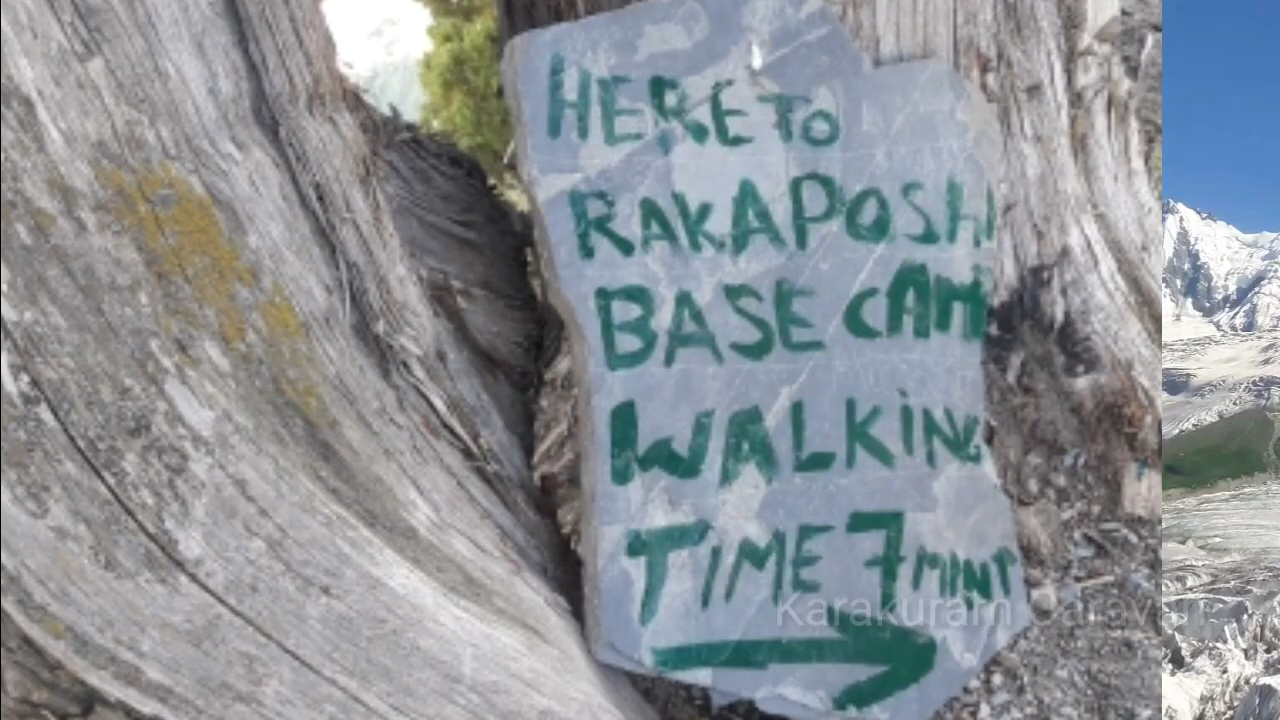 HERE To
RAKAPOSHI
BASE CAMP
WALKiNG
TiME 7 MINT
Karakuram Caravan